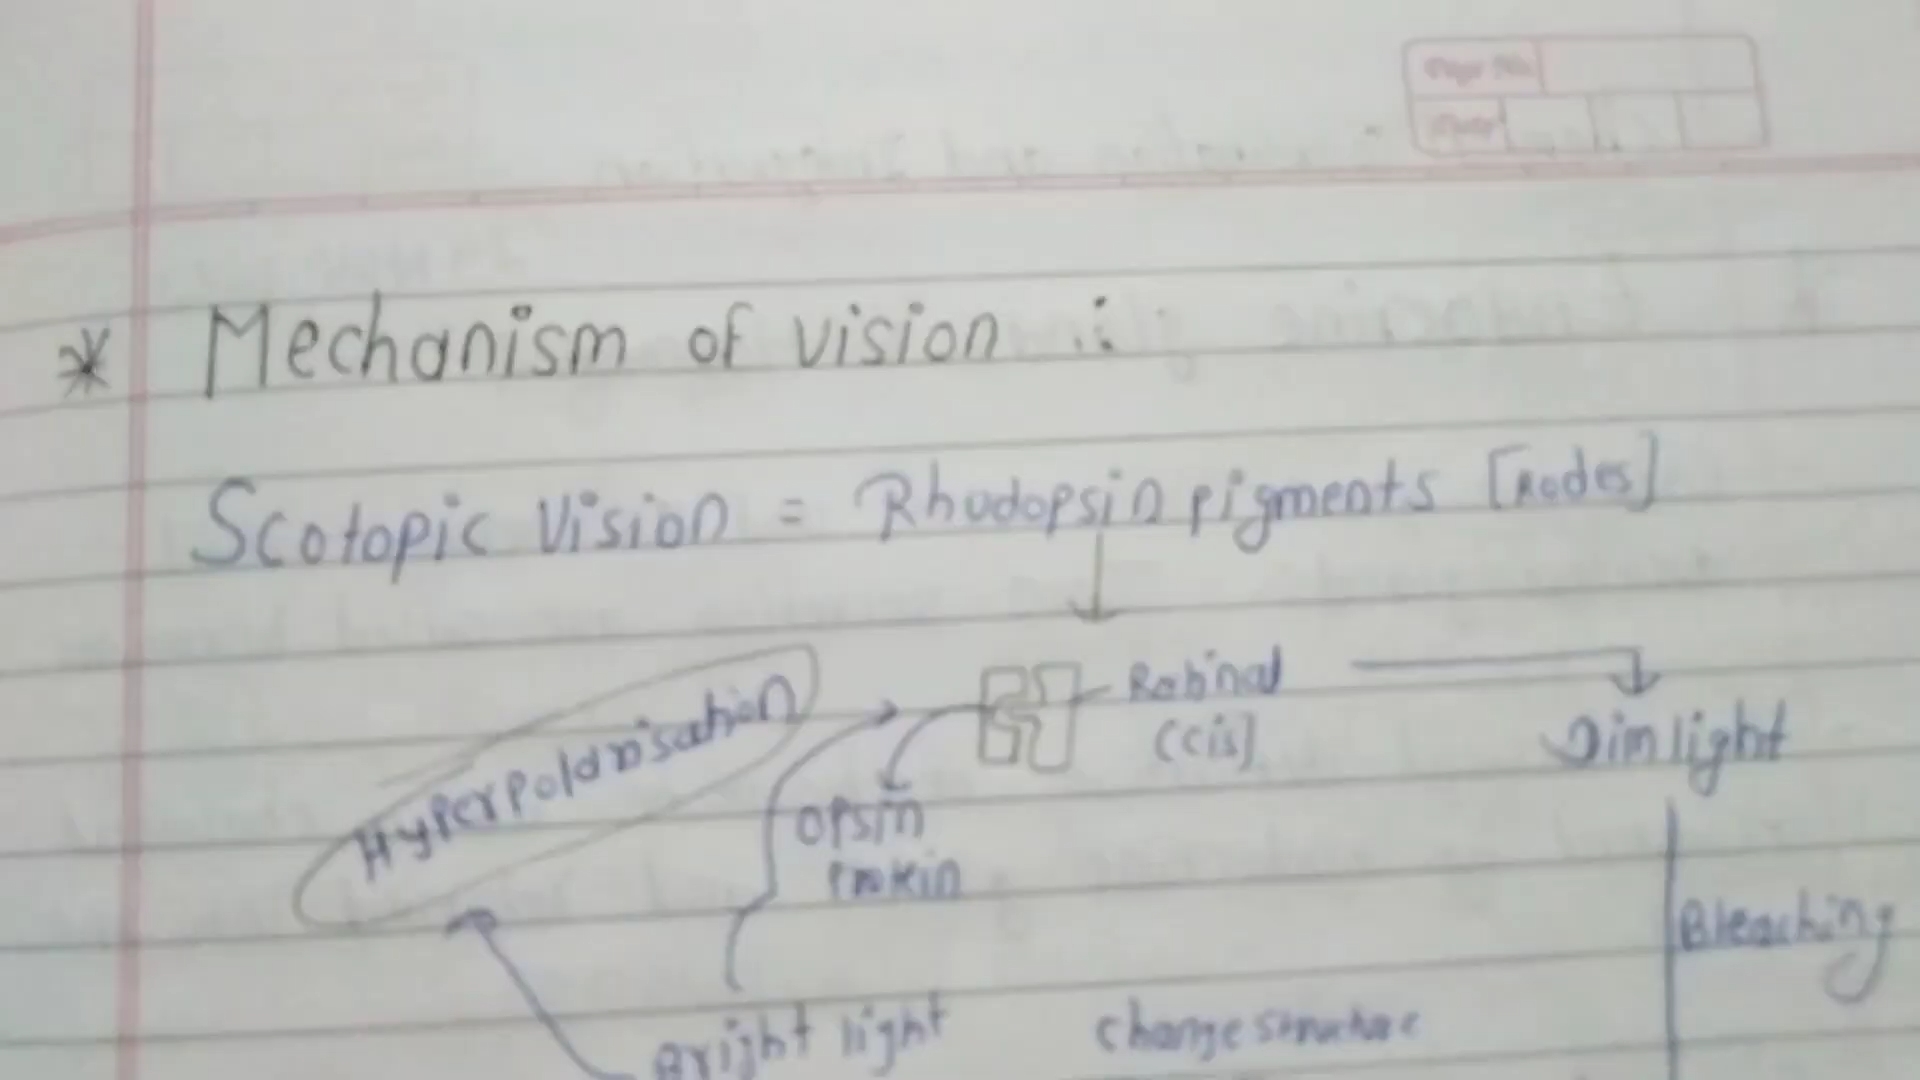 * Mechanism of vision :
Scotopic Vision = Rhodopsin pigments [Rodes]
Retinal
(cis)
Dim light
Hyperpolarisation
opsin
Protein
Bleaching
Bright light
change structure